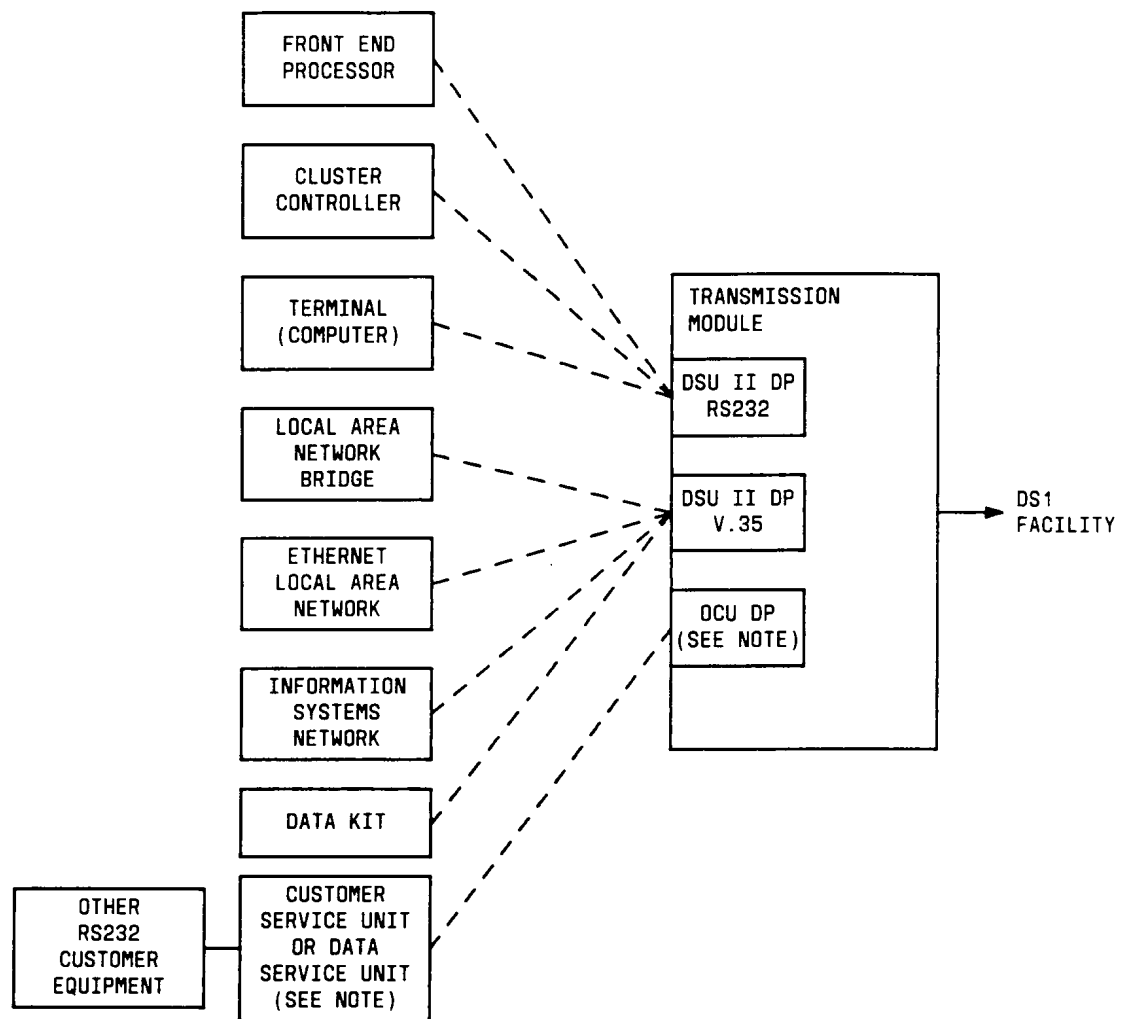 FRONT END
PROCESSOR
CLUSTER
CONTROLLER
TERMINAL
(COMPUTER)
LOCAL AREA
NETWORK
BRIDGE
ETHERNET
LOCAL AREA
NETWORK
INFORMATION
SYSTEMS
NETWORK
DATA KIT
OTHER
RS232
CUSTOMER
EQUIPMENT
CUSTOMER
SERVICE UNIT
OR DATA
SERVICE UNIT
(SEE NOTE)
TRANSMISSION
MODULE
DSU II DP
RS232
DSU II DP
V.35
OCU DP
(SEE NOTE)
DS1
FACILITY